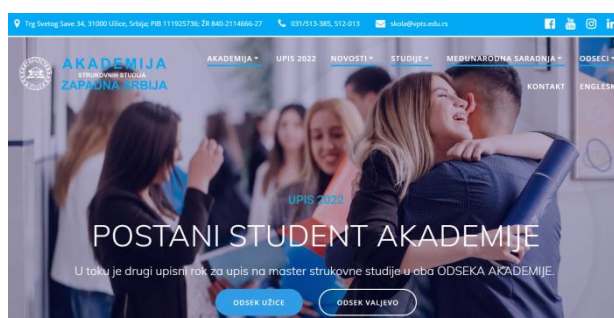 Trg Svetog Save 34, 31000 Užice, Srbija; PIB 111925736; ŽR 840-2114666-27 031/513-385, 512-013 skola@vpts.edu.rs
AKADEMIJA
STRUKOVNIH STUDIJA
ZAPADNA SRBIJA
AKADEMIJA UPIS 2022 NOVOSTI STUDIJE MEĐUNARODNA SARADNJA ODSECI
KONTAKT ENGLESK
UPIS 2022
POSTANI STUDENT AKADEMIJE
U toku je drugi upisni rok za upis na master strukovne studije u oba ODSEKA AKADEMIJE.
ODSEK UŽICE ODSEK VALJEVO